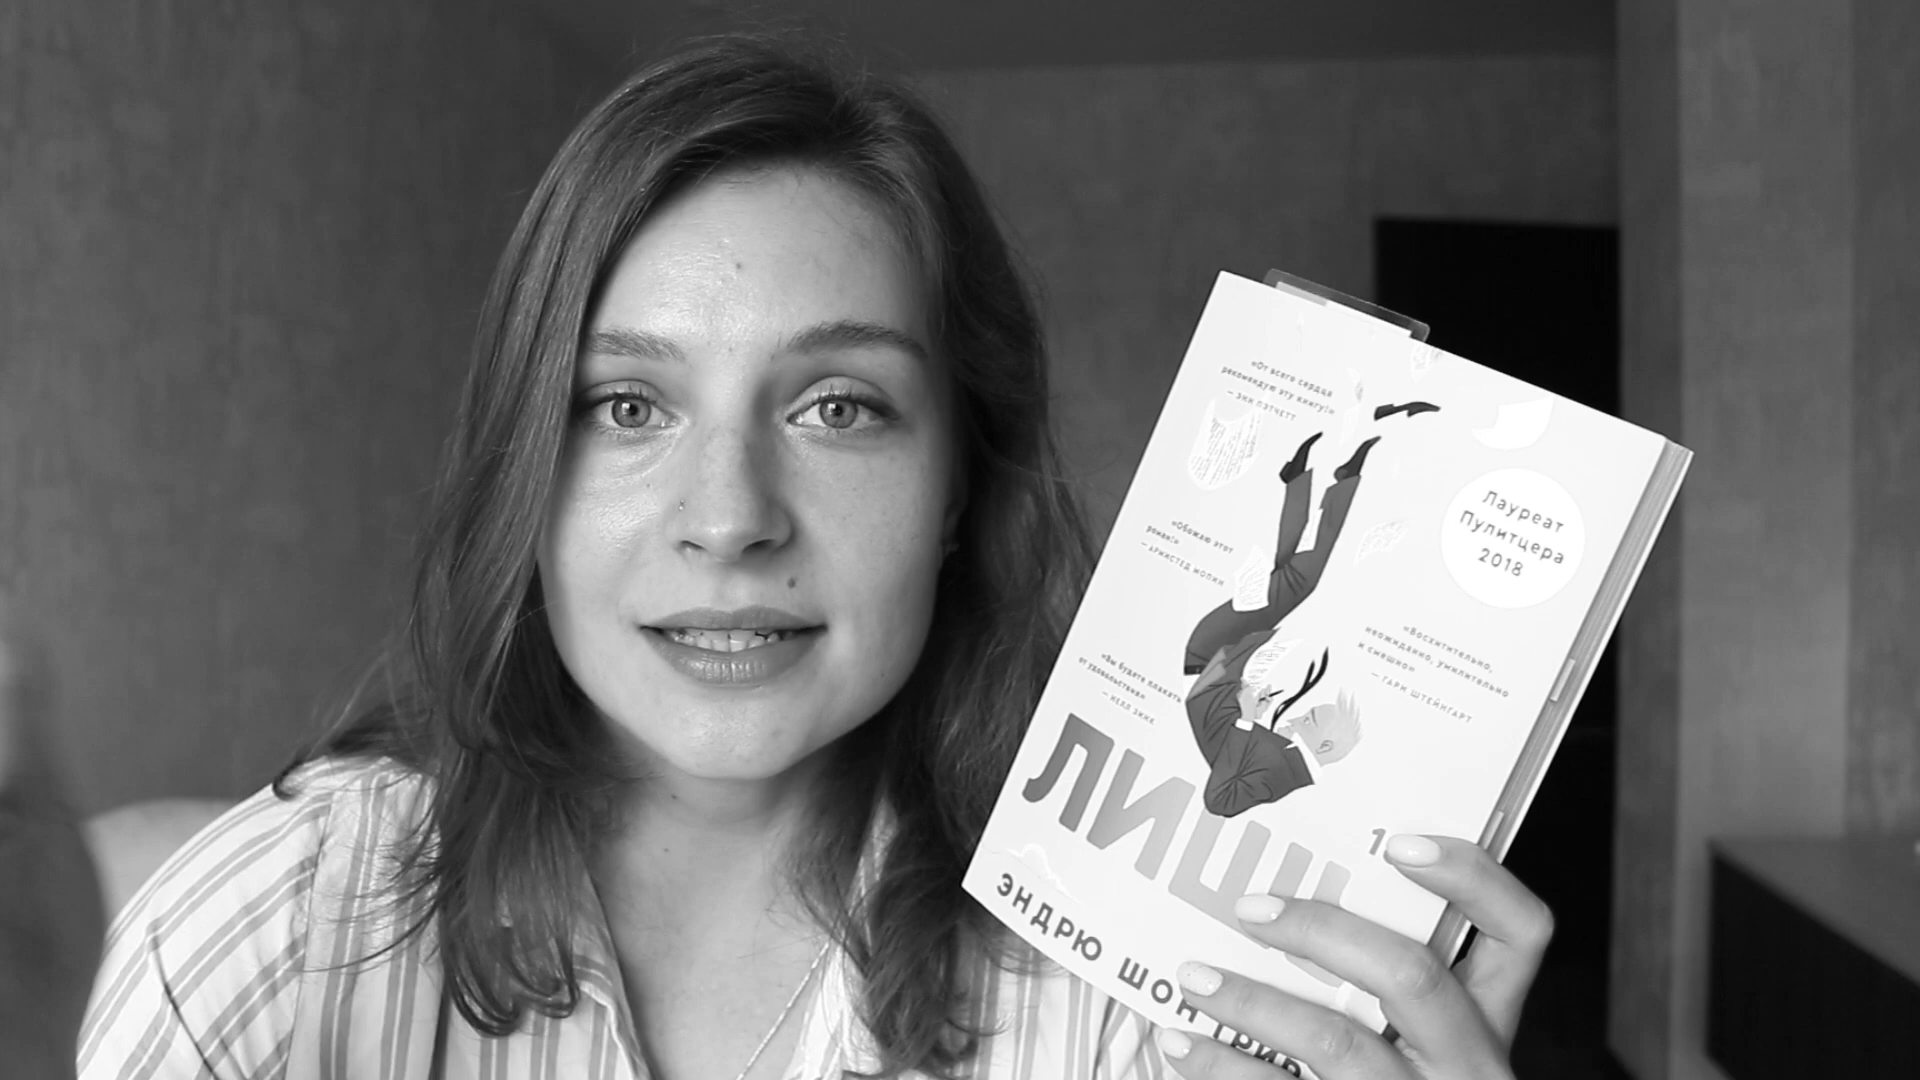 «От всего сердца
рекомендую эту книгу!»
— ЭНН ПЭТЧЕТТ
Лауреат
Пулитцера
2018
«Обожаю этот
роман!»
— АРМИСТЕД МОПИН
«Восхитительно,
неожиданно, умилительно
и смешно»
— ГАРИ ШТЕЙНГАРТ
«Вы будете плакать
от удовольствия»
— НЕЛЛ ЗИНК
ЭНДРЮ ШОН ГРИР